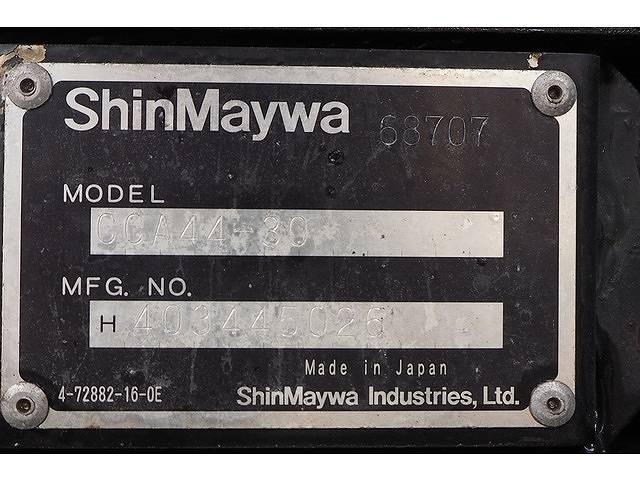 ShinMaywa 68707
MODEL
CCA44-30
MFG. NO.
H 403445026
Made in Japan
4-72882-16-0E ShinMaywa Industries, Ltd.